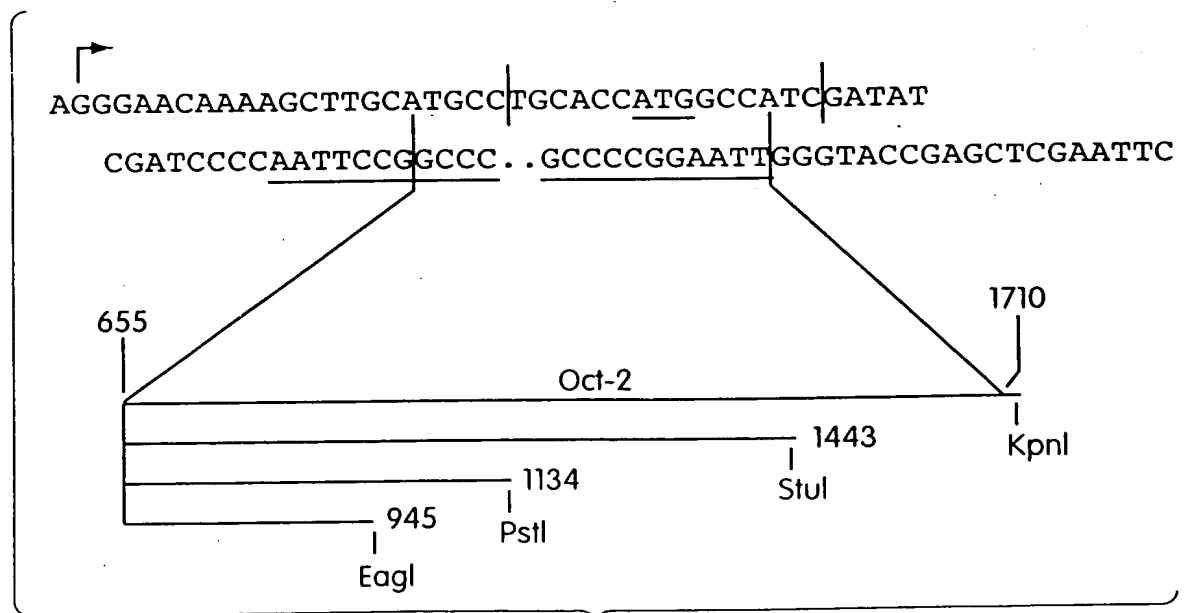 AGGGAACAAAAGCTTGCATGCCTGCACCATGGCCATCGATAT
CGATCCCCAATTCCGGCCC..GCCCCGGAATTGGGTACCGAGCTCGAATTC
655
1710
Oct-2
KpnI
1443
StuI
1134
PstI
945
EagI